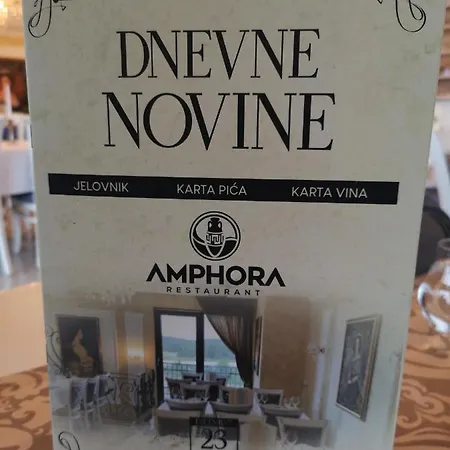 DNEVNE
NOVINE
JELOVNIK KARTA PIĆA KARTA VINA
AMPHORA
RESTAURANT
23